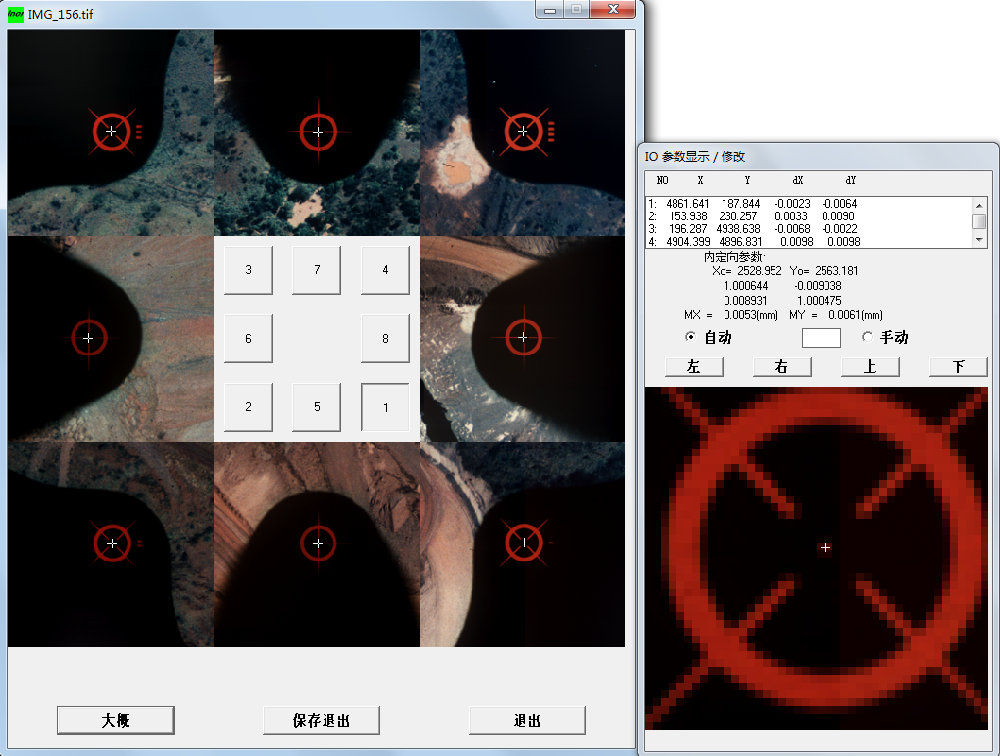 inor IMG_156.tif
3 7 4
6 8
2 5 1
大概 保存退出 退出
IO 参数显示 / 修改
NO X Y dX dY
1: 4861.641 187.844 -0.0023 -0.0064
2: 153.938 230.257 0.0033 0.0090
3: 196.287 4938.638 -0.0068 -0.0022
4: 4904.399 4896.831 0.0098 0.0098
内定向参数:
Xo= 2528.952 Yo= 2563.181
1.000644 -0.009038
0.008931 1.000475
MX = 0.0053(mm) MY = 0.0061(mm)
自动 手动
左 右 上 下